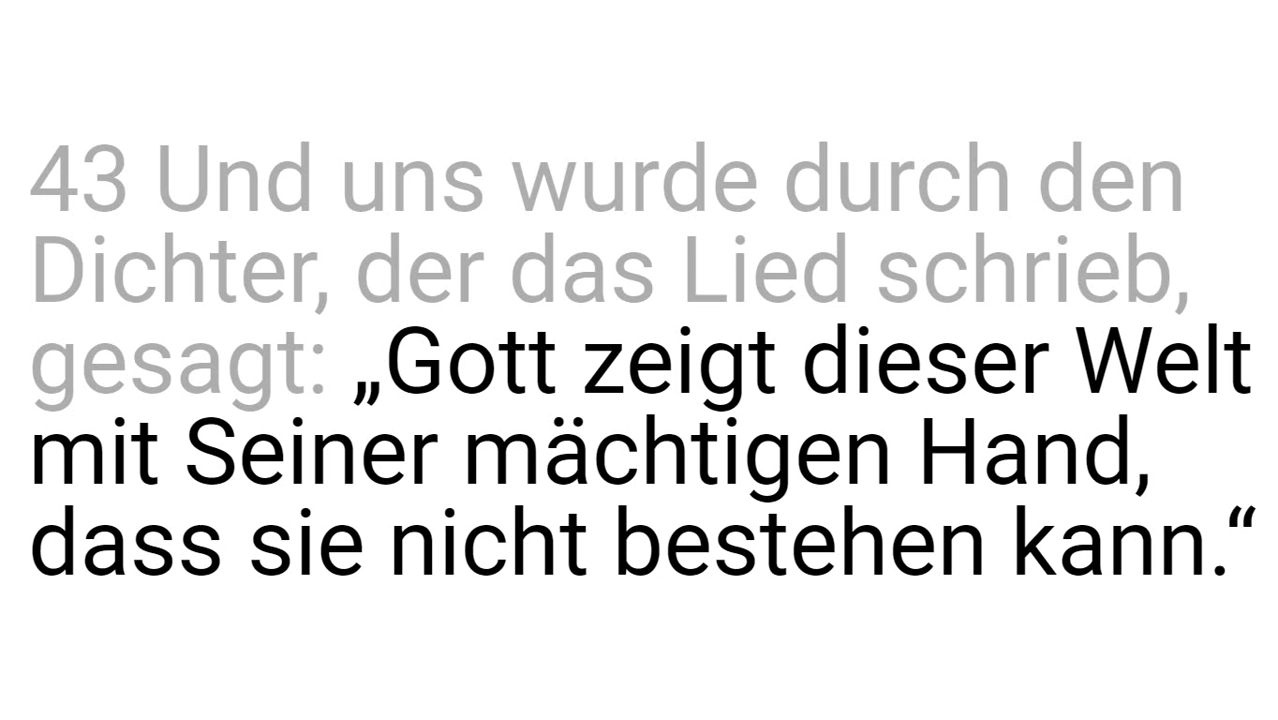 43 Und uns wurde durch den
Dichter, der das Lied schrieb,
gesagt: „Gott zeigt dieser Welt
mit Seiner mächtigen Hand,
dass sie nicht bestehen kann.“